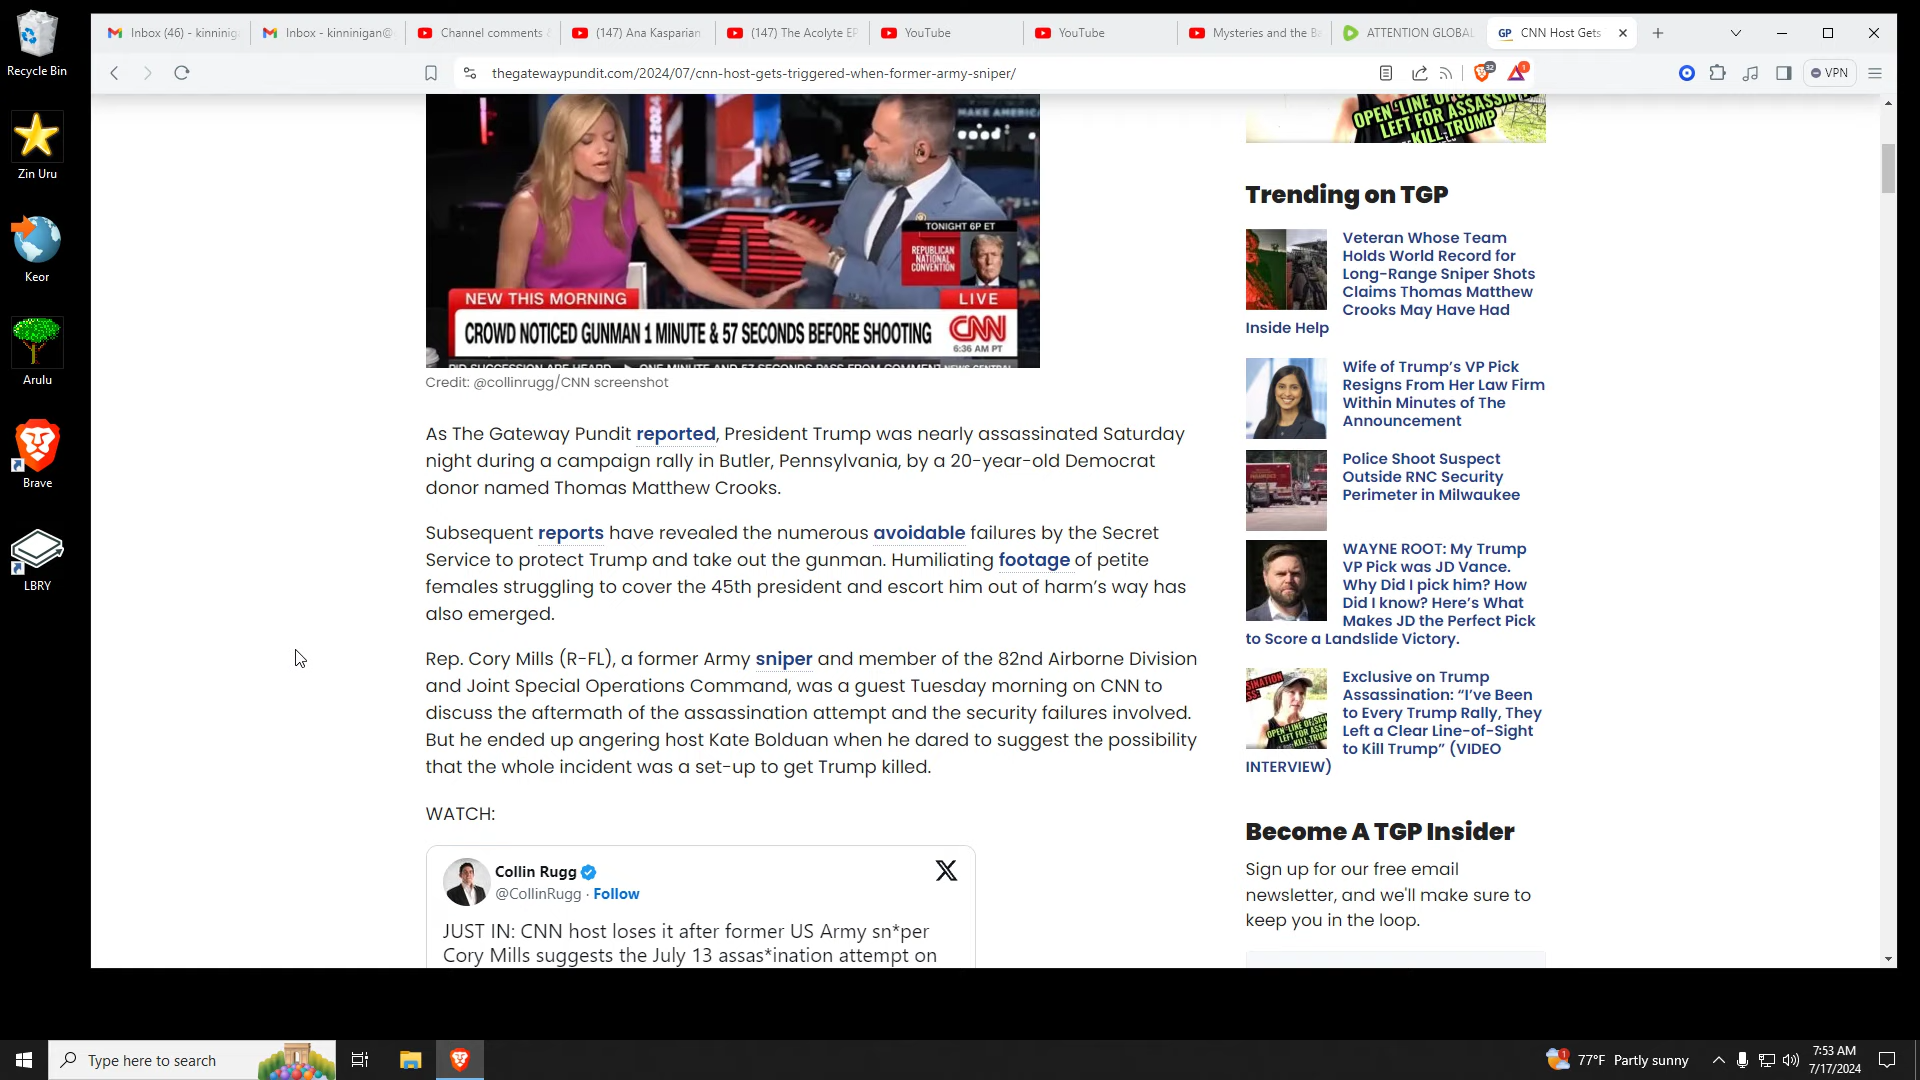 Recycle Bin
Zin Uru
Keor
Arulu
Brave
LBRY
Inbox (46) - kinninig
Inbox - kinninigan@
Channel comments &
(147) Ana Kasparian
(147) The Acolyte EP
YouTube
YouTube
Mysteries and the Ba
ATTENTION GLOBAL
GP CNN Host Gets
thegatewaypundit.com/2024/07/cnn-host-gets-triggered-when-former-army-sniper/
32
1
VPN
RNC2024
MAKE AMERICA
TONIGHT 6P ET
REPUBLICAN
NATIONAL
CONVENTION
NEW THIS MORNING
LIVE
CROWD NOTICED GUNMAN 1 MINUTE & 57 SECONDS BEFORE SHOOTING
CNN
6:36 AM PT
NEWS CENTRAL
Credit: @collinrugg/CNN screenshot
As The Gateway Pundit reported, President Trump was nearly assassinated Saturday
night during a campaign rally in Butler, Pennsylvania, by a 20-year-old Democrat
donor named Thomas Matthew Crooks.
Subsequent reports have revealed the numerous avoidable failures by the Secret
Service to protect Trump and take out the gunman. Humiliating footage of petite
females struggling to cover the 45th president and escort him out of harm's way has
also emerged.
Rep. Cory Mills (R-FL), a former Army sniper and member of the 82nd Airborne Division
and Joint Special Operations Command, was a guest Tuesday morning on CNN to
discuss the aftermath of the assassination attempt and the security failures involved.
But he ended up angering host Kate Bolduan when he dared to suggest the possibility
that the whole incident was a set-up to get Trump killed.
WATCH:
Collin Rugg
@CollinRugg · Follow
JUST IN: CNN host loses it after former US Army sn*per
Cory Mills suggests the July 13 assas*ination attempt on
OPEN 'LINE OF SIGHT'
LEFT FOR ASSASSIN
KILL-TRUMP
Trending on TGP
Veteran Whose Team
Holds World Record for
Long-Range Sniper Shots
Claims Thomas Matthew
Crooks May Have Had
Inside Help
Wife of Trump's VP Pick
Resigns From Her Law Firm
Within Minutes of The
Announcement
Police Shoot Suspect
Outside RNC Security
Perimeter in Milwaukee
WAYNE ROOT: My Trump
VP Pick was JD Vance.
Why Did I pick him? How
Did I know? Here's What
Makes JD the Perfect Pick
to Score a Landslide Victory.
Exclusive on Trump
Assassination: "I've Been
to Every Trump Rally, They
Left a Clear Line-of-Sight
to Kill Trump" (VIDEO
INTERVIEW)
Become A TGP Insider
Sign up for our free email
newsletter, and we'll make sure to
keep you in the loop.
Type here to search
1
77°F Partly sunny
7:53 AM
7/17/2024